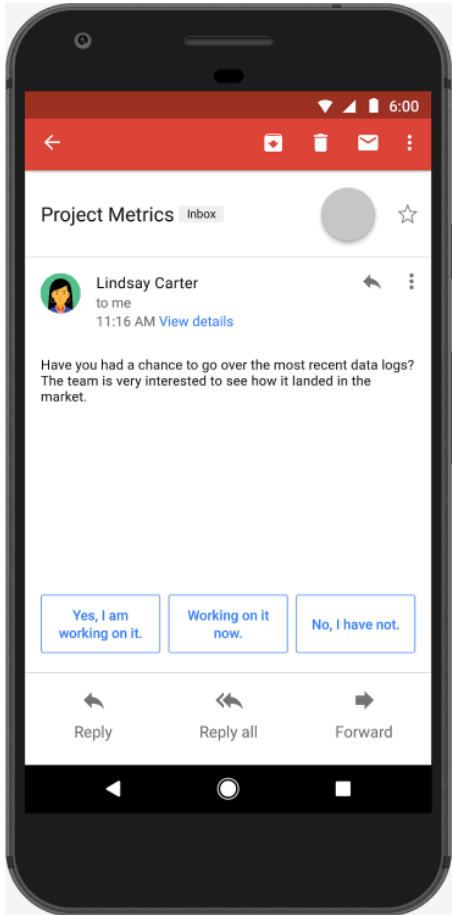 6:00
Project Metrics Inbox
Lindsay Carter
to me
11:16 AM View details
Have you had a chance to go over the most recent data logs?
The team is very interested to see how it landed in the
market.
Yes, I am
working on it.
Working on it
now.
No, I have not.
Reply
Reply all
Forward